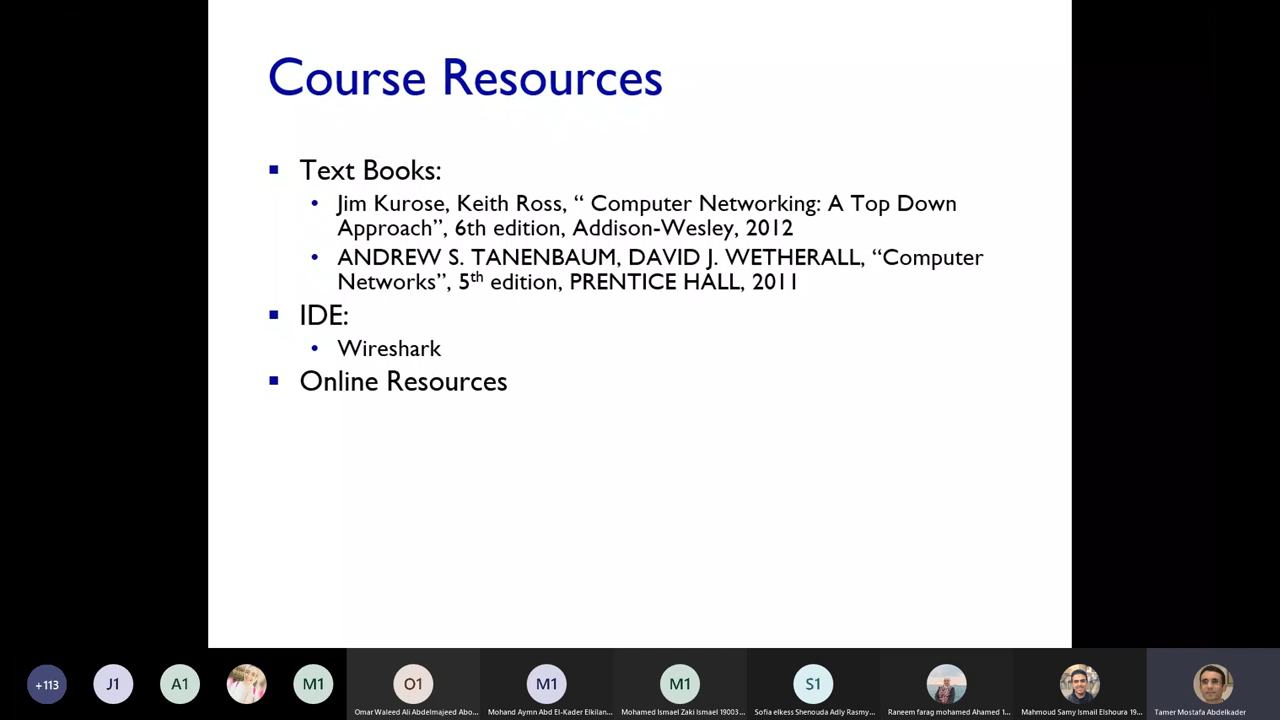 Course Resources
Text Books:
Jim Kurose, Keith Ross, “ Computer Networking: A Top Down
Approach”, 6th edition, Addison-Wesley, 2012
ANDREW S. TANENBAUM, DAVID J. WETHERALL, “Computer
Networks”, 5th edition, PRENTICE HALL, 2011
IDE:
Wireshark
Online Resources
+113
J1
A1
M1
O1
M1
M1
S1
Omar Waleed Ali Abdelmajeed Abo...
Mohand Aymn Abd El-Kader Elkilan...
Mohamed Ismael Zaki Ismael 19003...
Sofia elkess Shenouda Adly Rasmy...
Raneem farag mohamed Ahamed 1...
Mahmoud Samy Ismail Elshoura 19...
Tamer Mostafa Abdelkader